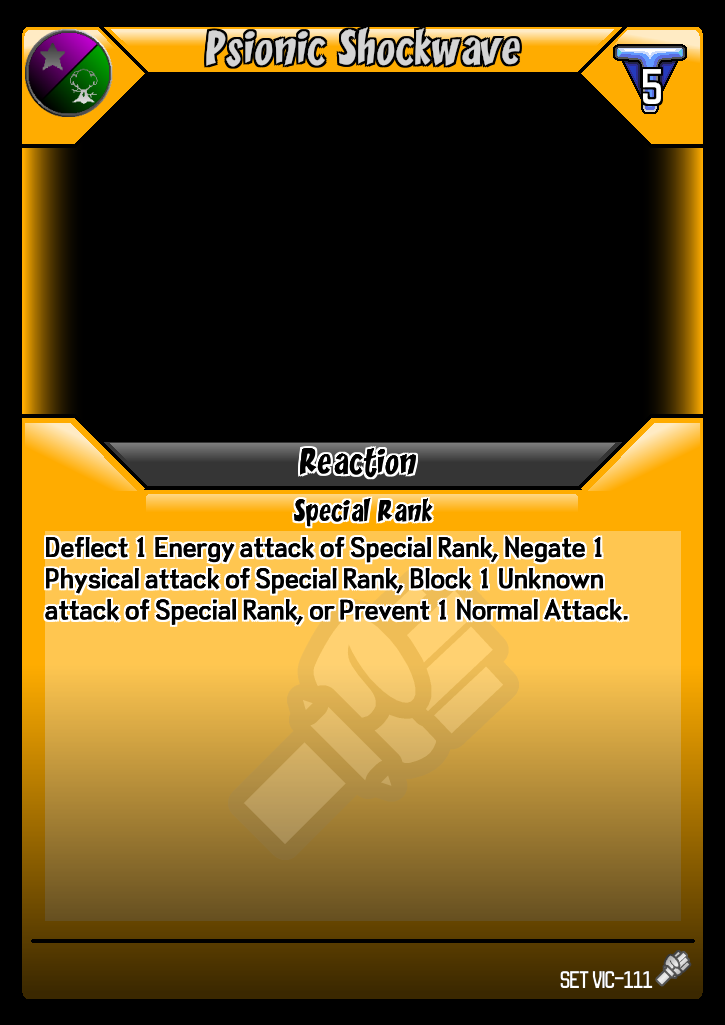 Psionic Shockwave
5
Reaction
Special Rank
Deflect 1 Energy attack of Special Rank, Negate 1
Physical attack of Special Rank, Block 1 Unknown
attack of Special Rank, or Prevent 1 Normal Attack.
SET VIC-111